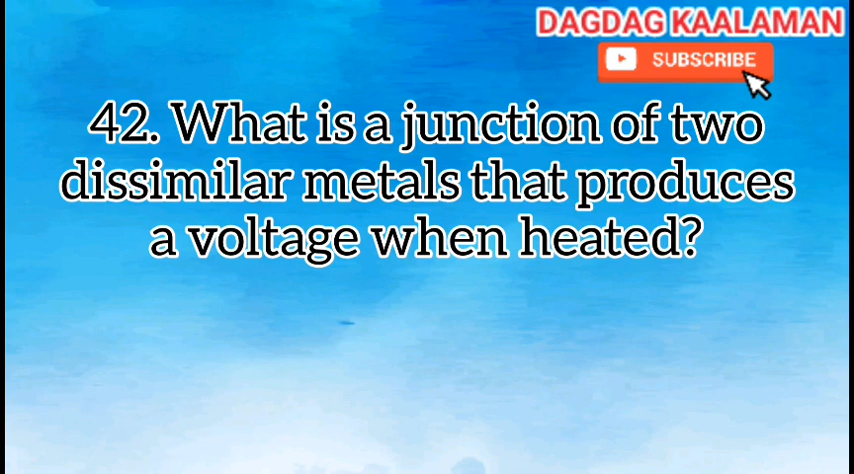 DAGDAG KAALAMAN
SUBSCRIBE
42. What is a junction of two
dissimilar metals that produces
a voltage when heated?